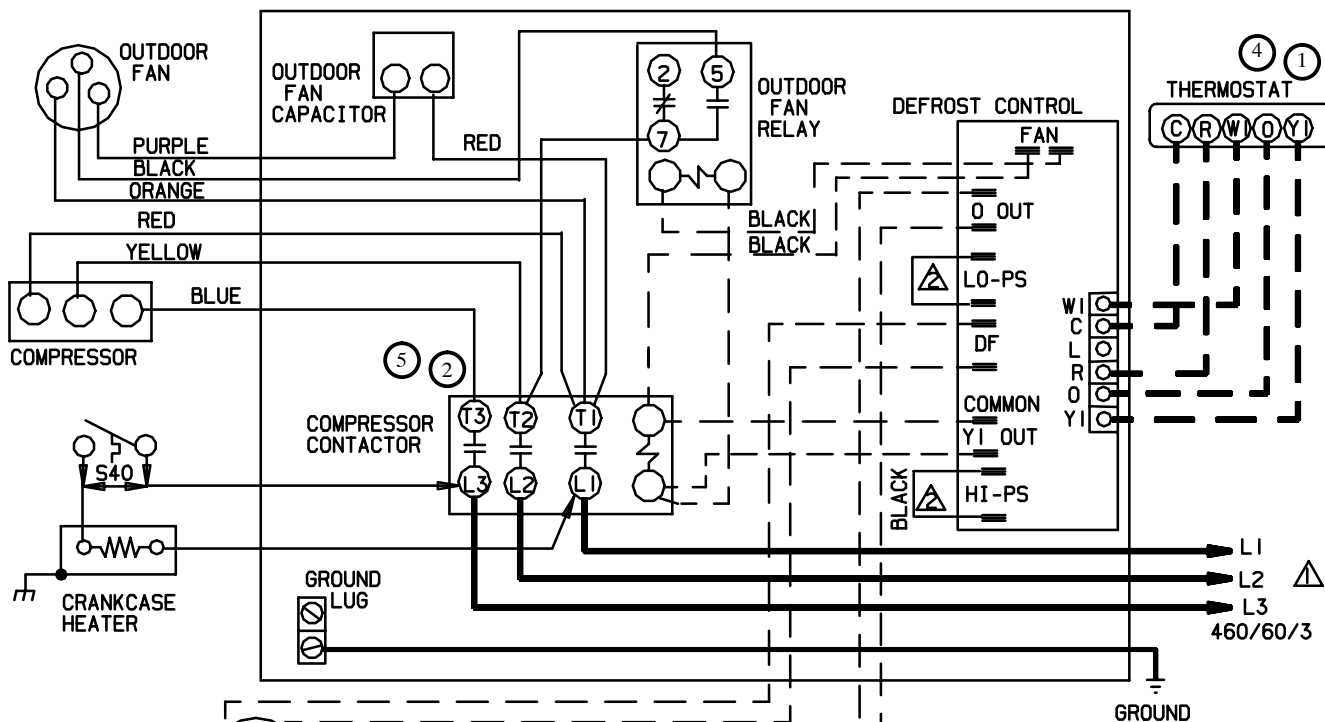 OUTDOOR
FAN
OUTDOOR
FAN
CAPACITOR
2
5
7
OUTDOOR
FAN
RELAY
4
1
THERMOSTAT
C R W1 O Y1
DEFROST CONTROL
FAN
PURPLE
BLACK
ORANGE
RED
RED
YELLOW
BLUE
COMPRESSOR
BLACK
BLACK
O OUT
2
LO-PS
DF
COMMON
Y1 OUT
2
HI-PS
BLACK
W1
C
L
R
O
Y1
5
2
COMPRESSOR
CONTACTOR
T3 T2 T1
L3 L2 L1
S40
CRANKCASE
HEATER
GROUND
LUG
L1
L2
1
L3
460/60/3
GROUND